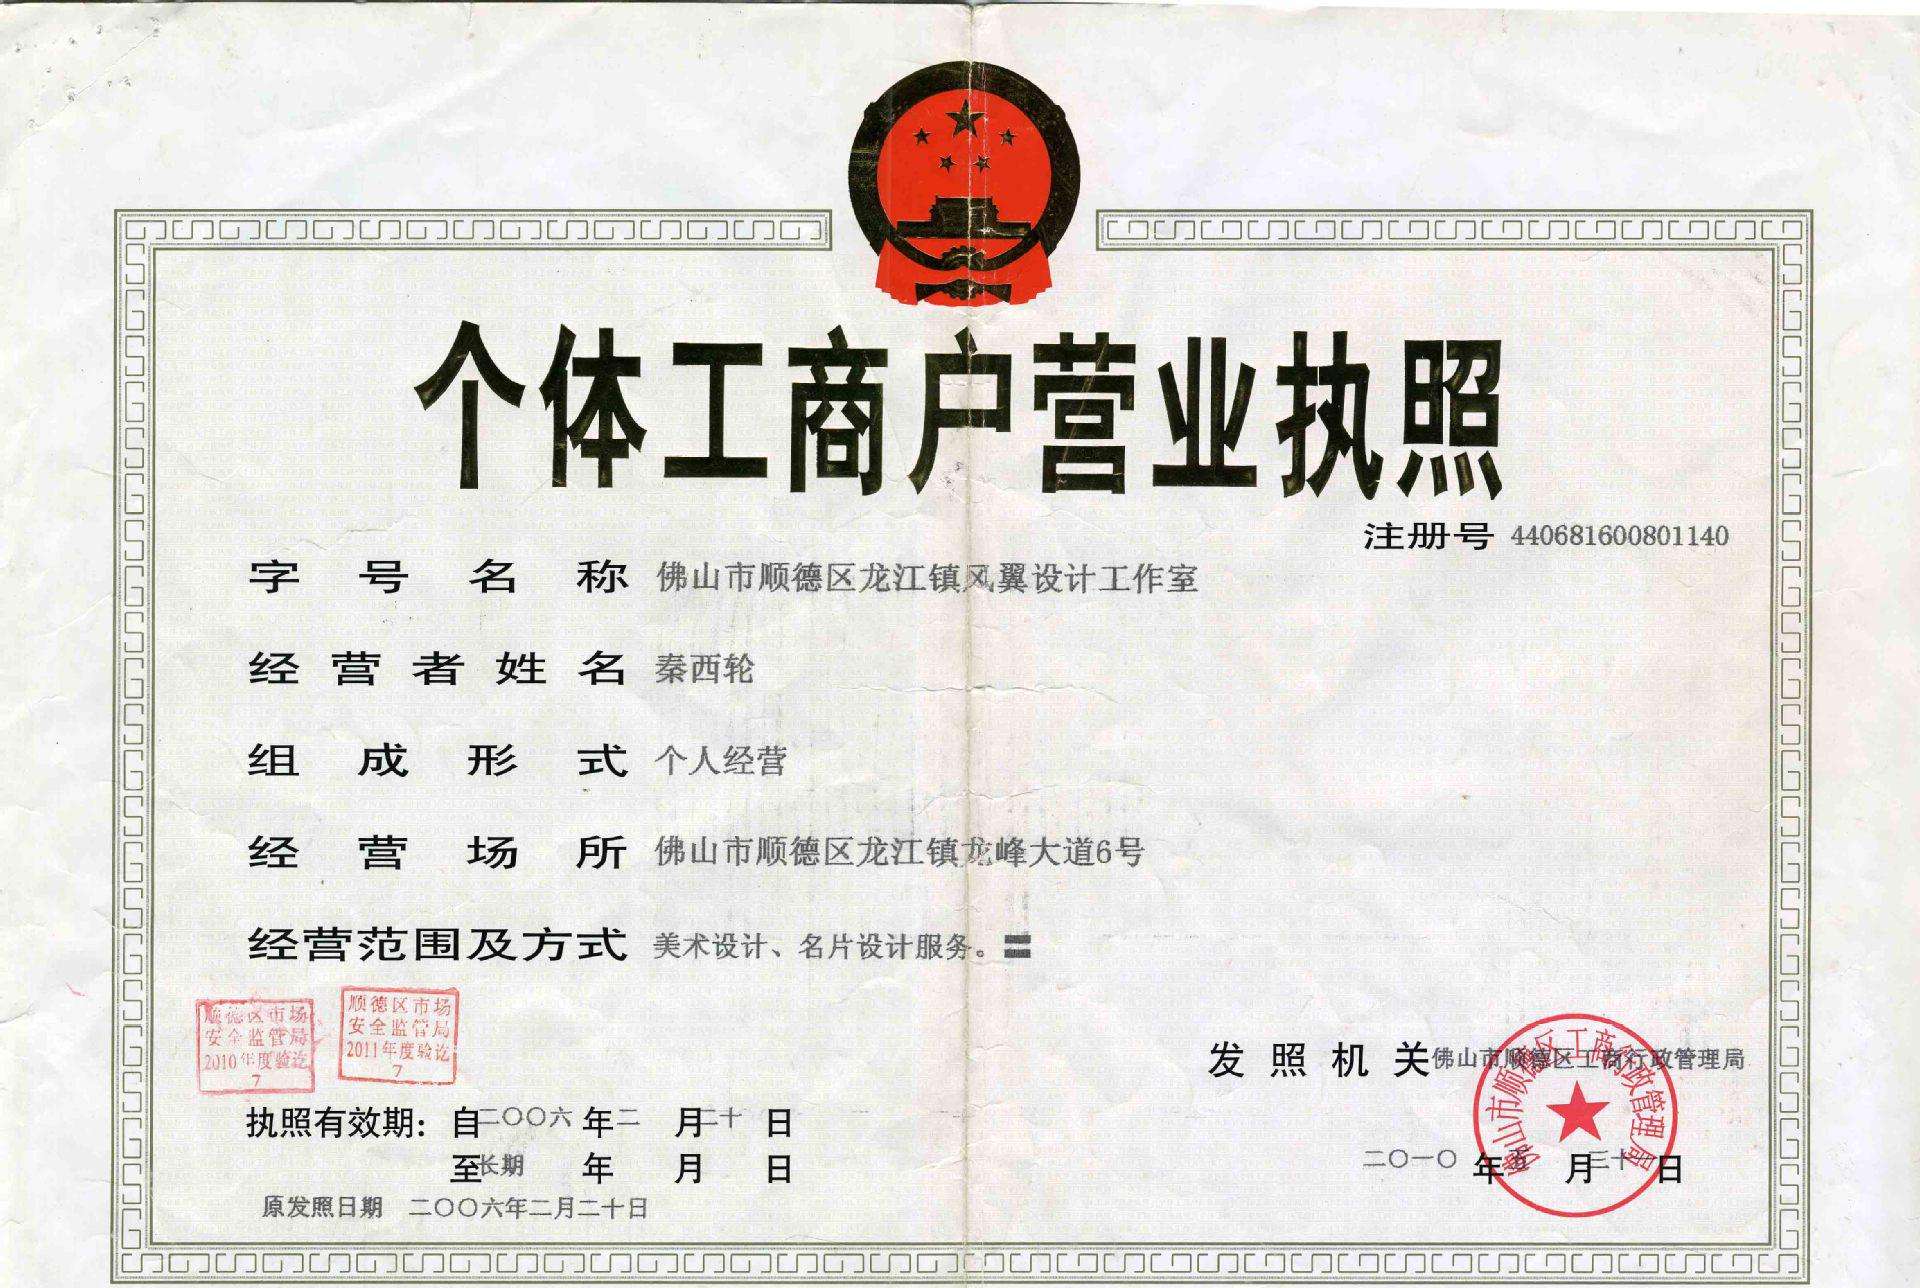 个体工商户营业执照
注册号 440681600801140
字号名称 佛山市顺德区龙江镇风翼设计工作室
经营者姓名 秦西轮
组成形式 个人经营
经营场所 佛山市顺德区龙江镇龙峰大道6号
经营范围及方式 美术设计、名片设计服务。〓
顺德区市场
安全监管局
2010年度验讫
7
顺德区市场
安全监管局
2011年度验讫
7
发照机关 佛山市顺德区工商行政管理局
佛山市顺德区工商行政管理局
执照有效期：自二〇〇六年二月二十日
至长期 年 月 日
二〇一〇年五月三十一日
原发照日期 二〇〇六年二月二十日